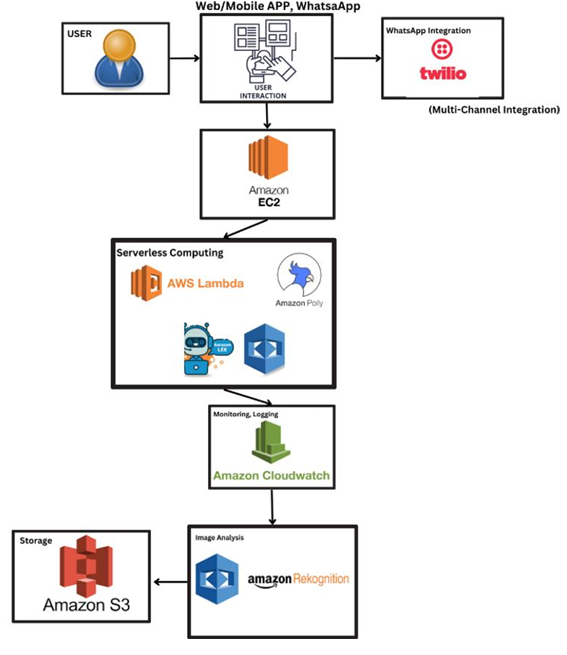 Web/Mobile APP, WhatsaApp
USER
USER
INTERACTION
WhatsApp Integration
twilio
(Multi-Channel Integration)
Amazon
EC2
Serverless Computing
AWS Lambda
Amazon Poly
Amazon
LEX
Monitoring, Logging
Amazon Cloudwatch
Storage
Amazon S3
Image Analysis
amazon Rekognition